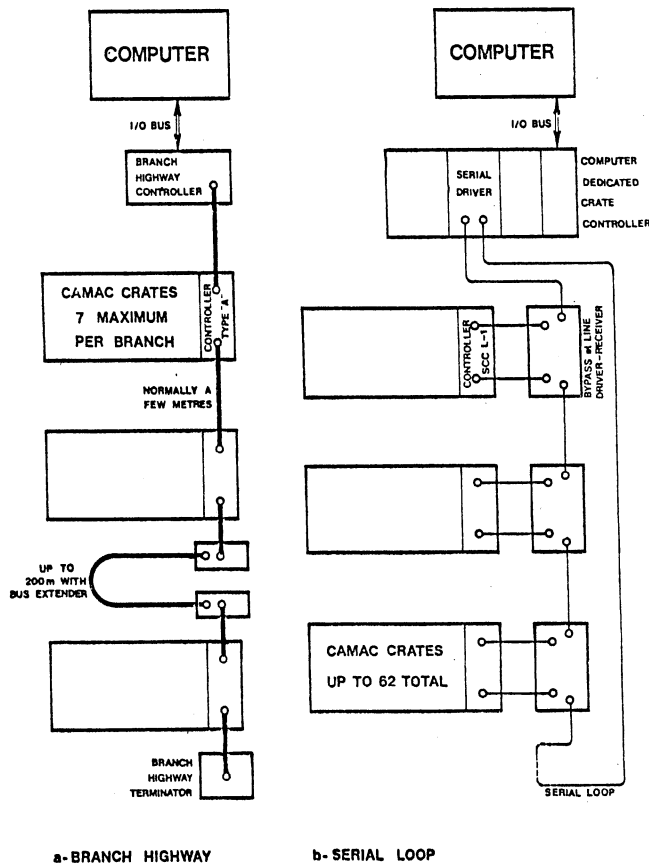 COMPUTER
I/O BUS
BRANCH
HIGHWAY
CONTROLLER
CAMAC CRATES
7 MAXIMUM
PER BRANCH
CONTROLLER
TYPE "A"
NORMALLY A
FEW METRES
UP TO
200m WITH
BUS EXTENDER
BRANCH
HIGHWAY
TERMINATOR
a- BRANCH HIGHWAY
COMPUTER
I/O BUS
SERIAL
DRIVER
COMPUTER
DEDICATED
CRATE
CONTROLLER
CONTROLLER
SCC L-1
BYPASS et LINE
DRIVER-RECEIVER
CAMAC CRATES
UP TO 62 TOTAL
SERIAL LOOP
b- SERIAL LOOP